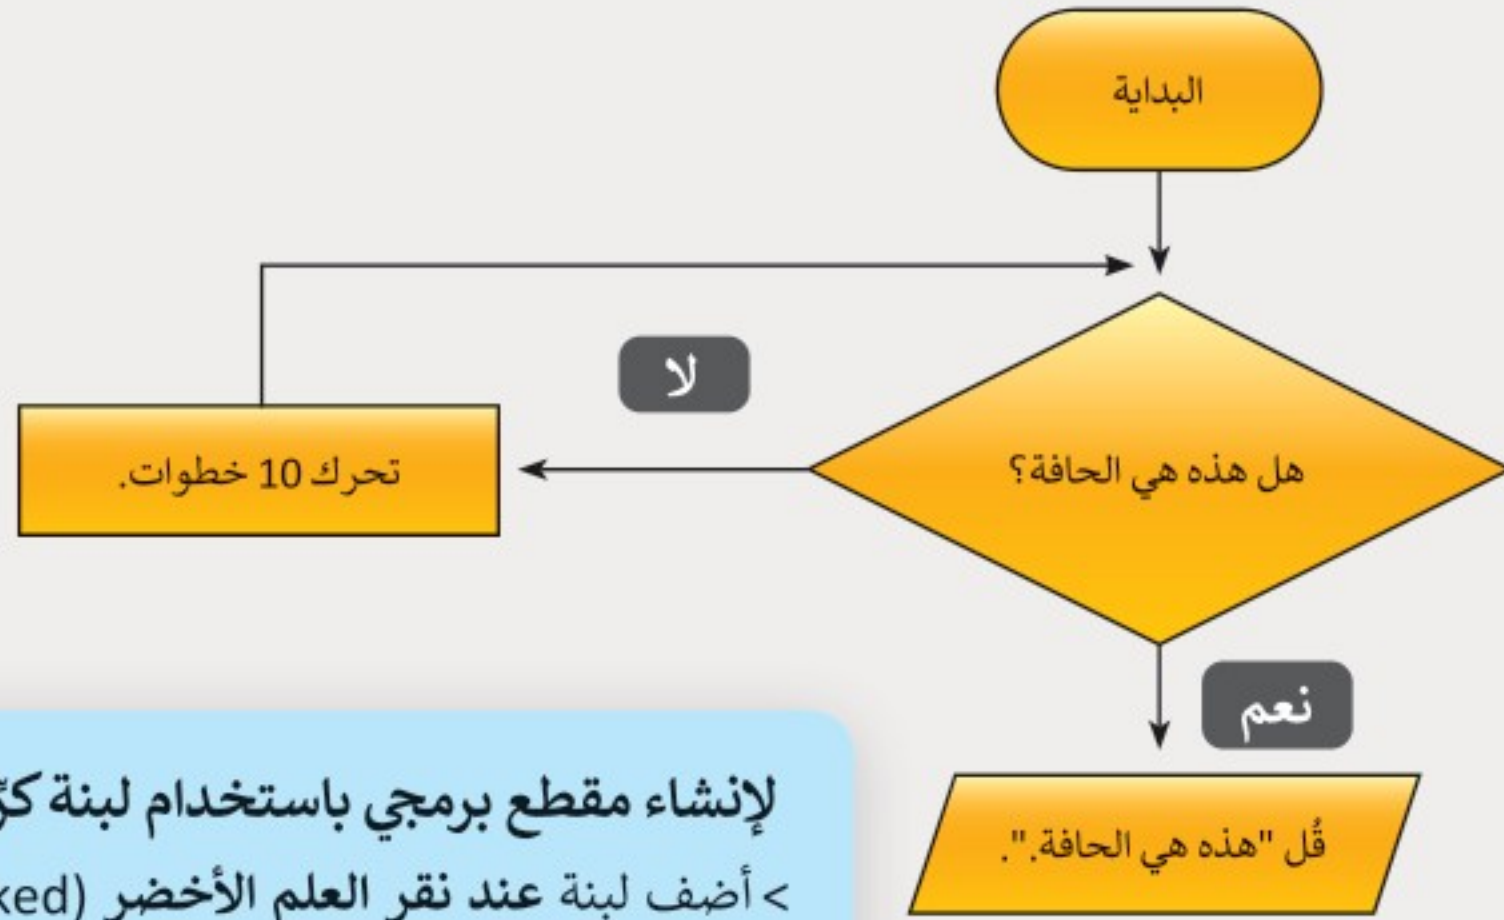 البداية
لا
هل هذه هي الحافة؟
تحرك 10 خطوات.
نعم
قُل "هذه هي الحافة.".
لإنشاء مقطع برمجي باستخدام لبنة
> أضف لبنة عند نقر العلم الأخضر